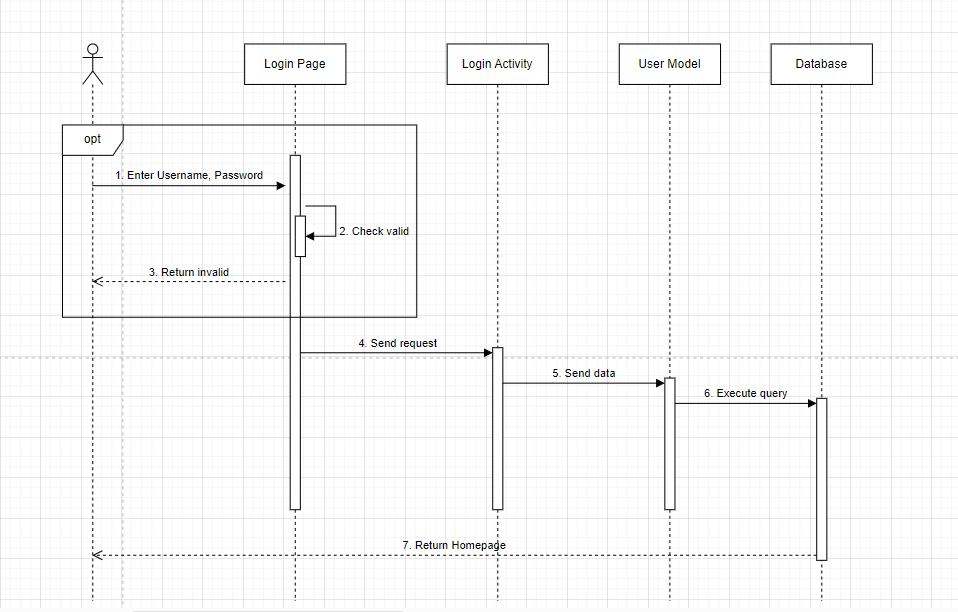 Login Page
Login Activity
User Model
Database
opt
1. Enter Username, Password
2. Check valid
3. Return invalid
4. Send request
5. Send data
6. Execute query
7. Return Homepage